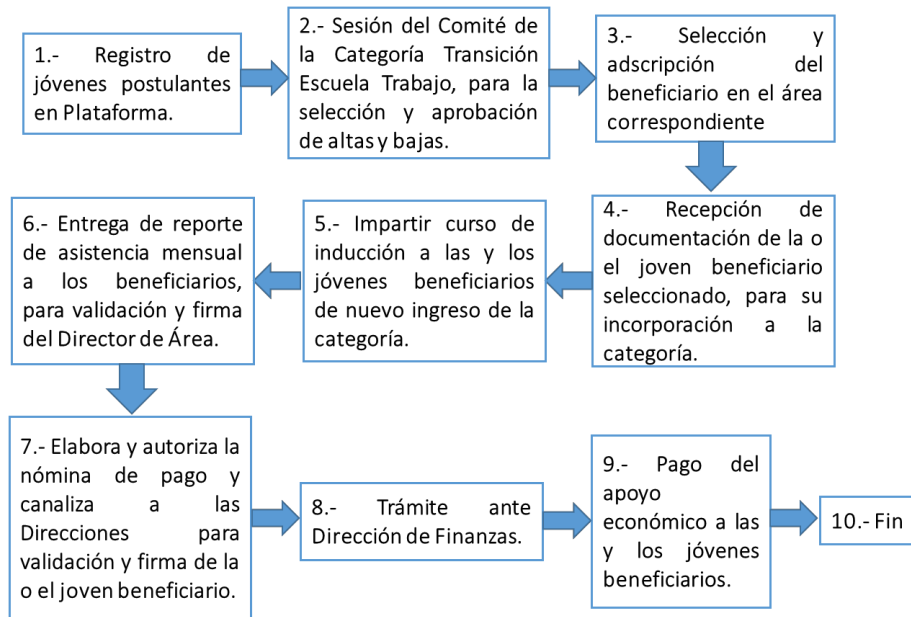 1.- Registro de
jóvenes postulantes
en Plataforma.
2.- Sesión del Comité de
la Categoría Transición
Escuela Trabajo, para la
selección y aprobación
de altas y bajas.
3.- Selección y
adscripción del
beneficiario en el área
correspondiente
4.- Recepción de
documentación de la o
el joven beneficiario
seleccionado, para su
incorporación a la
categoría.
5.- Impartir curso de
inducción a las y los
jóvenes beneficiarios
de nuevo ingreso de la
categoría.
6.- Entrega de reporte
de asistencia mensual
a los beneficiarios,
para validación y firma
del Director de Área.
7.- Elabora y autoriza la
nómina de pago y
canaliza a las
Direcciones para
validación y firma de la
o el joven beneficiario.
8.- Trámite ante
Dirección de Finanzas.
9.- Pago del
apoyo
económico a las
y los jóvenes
beneficiarios.
10.- Fin